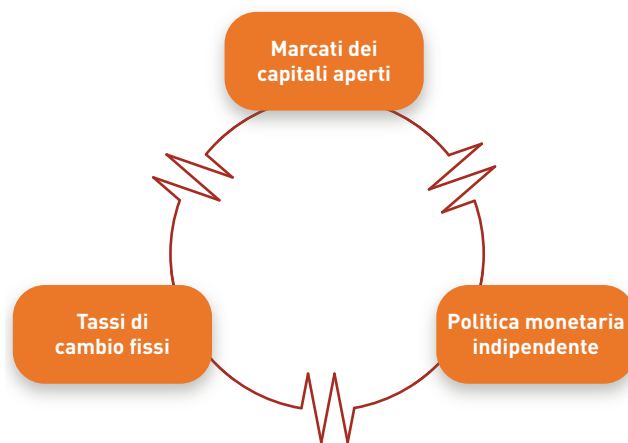 Marcati dei
capitali aperti
Tassi di
cambio fissi
Politica monetaria
indipendente